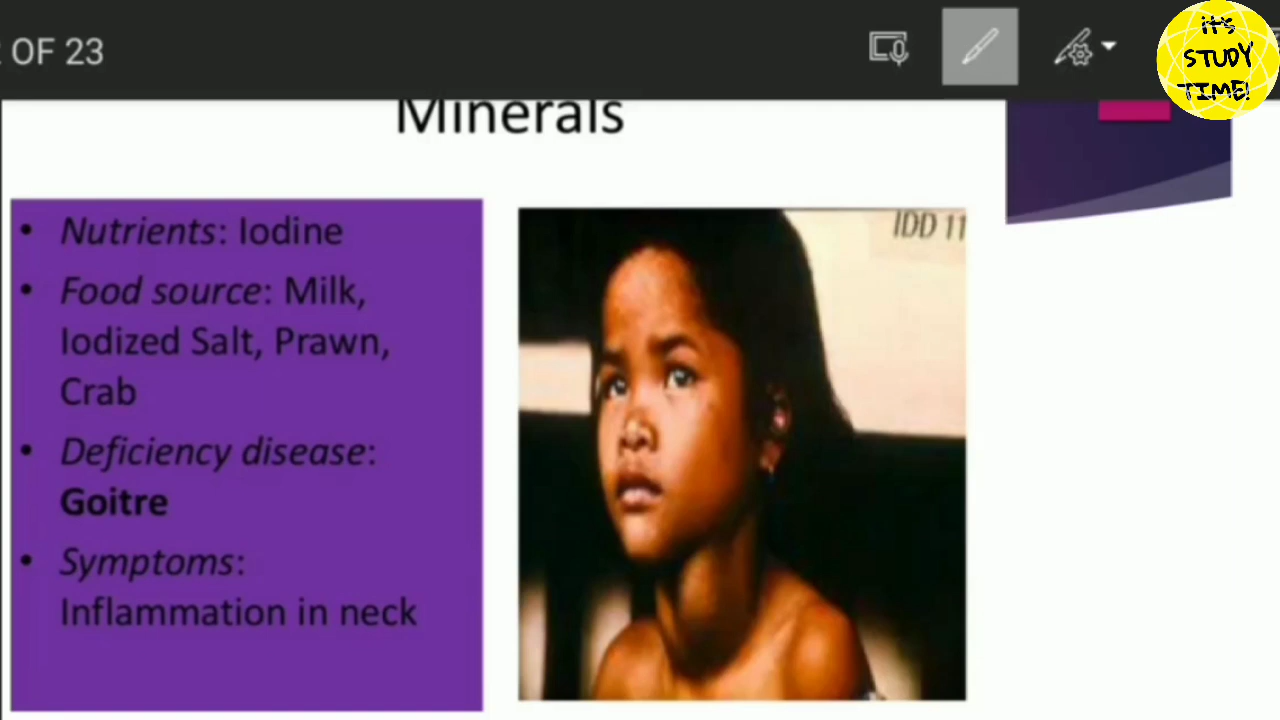 OF 23
it's
STUDY
TIME!
Minerals
• Nutrients: Iodine
• Food source: Milk,
Iodized Salt, Prawn,
Crab
• Deficiency disease:
Goitre
• Symptoms:
Inflammation in neck
IDD 11